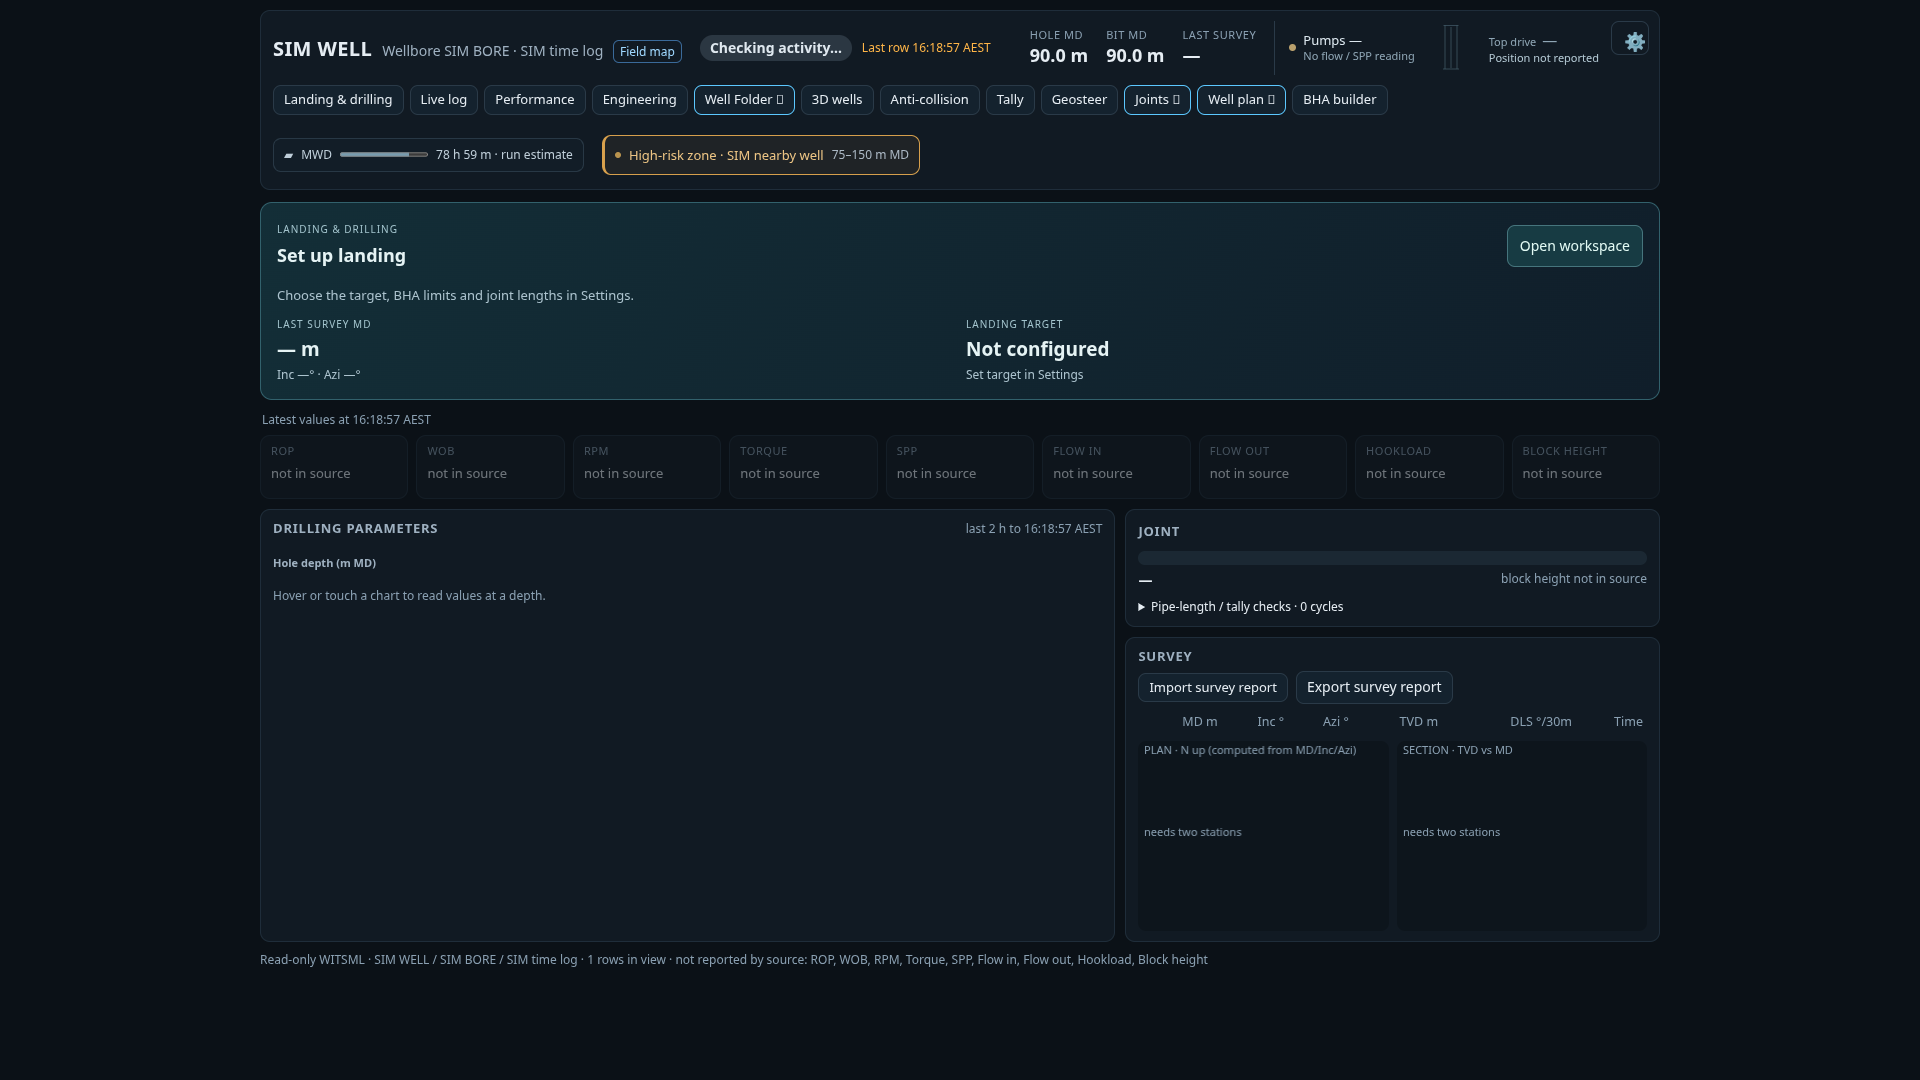 SIM WELL Wellbore SIM BORE · SIM time log Field map
Checking activity... Last row 16:18:57 AEST
HOLE MD
90.0 m
BIT MD
90.0 m
LAST SURVEY
—
Pumps —
No flow / SPP reading
Top drive —
Position not reported
Landing & drilling
Live log
Performance
Engineering
Well Folder
3D wells
Anti-collision
Tally
Geosteer
Joints
Well plan
BHA builder
MWD 78 h 59 m · run estimate
High-risk zone · SIM nearby well 75–150 m MD
LANDING & DRILLING
Set up landing
Open workspace
Choose the target, BHA limits and joint lengths in Settings.
LAST SURVEY MD
— m
Inc —° · Azi —°
LANDING TARGET
Not configured
Set target in Settings
Latest values at 16:18:57 AEST
ROP
not in source
WOB
not in source
RPM
not in source
TORQUE
not in source
SPP
not in source
FLOW IN
not in source
FLOW OUT
not in source
HOOKLOAD
not in source
BLOCK HEIGHT
not in source
DRILLING PARAMETERS
last 2 h to 16:18:57 AEST
Hole depth (m MD)
Hover or touch a chart to read values at a depth.
JOINT
—
block height not in source
Pipe-length / tally checks · 0 cycles
SURVEY
Import survey report
Export survey report
MD m Inc ° Azi ° TVD m DLS °/30m Time
PLAN · N up (computed from MD/Inc/Azi)
needs two stations
SECTION · TVD vs MD
needs two stations
Read-only WITSML · SIM WELL / SIM BORE / SIM time log · 1 rows in view · not reported by source: ROP, WOB, RPM, Torque, SPP, Flow in, Flow out, Hookload, Block height